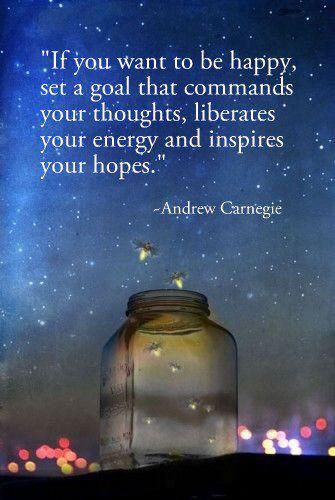 "If you want to be happy,
set a goal that commands
your thoughts, liberates
your energy and inspires
your hopes."
~Andrew Carnegie